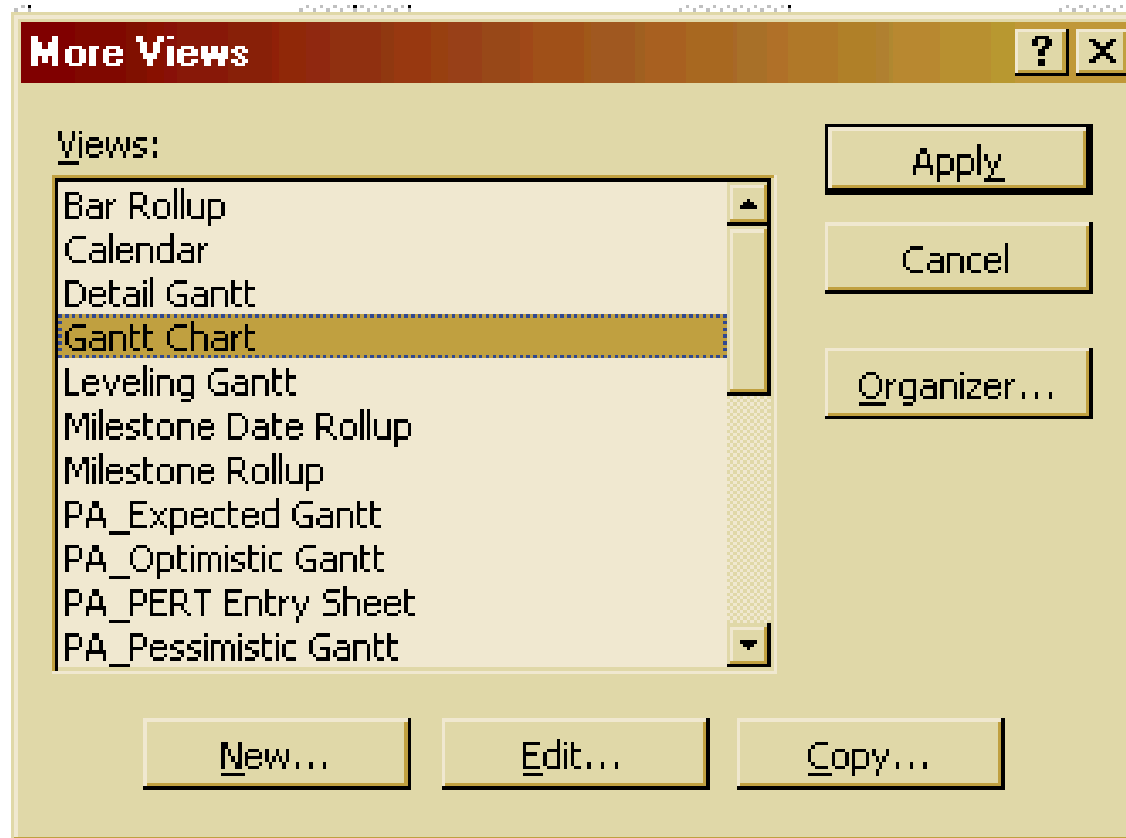 More Views
?
Views:
Bar Rollup
Calendar
Detail Gantt
Gantt Chart
Leveling Gantt
Milestone Date Rollup
Milestone Rollup
PA_Expected Gantt
PA_Optimistic Gantt
PA_PERT Entry Sheet
PA_Pessimistic Gantt
Apply
Cancel
Organizer...
New...
Edit...
Copy...